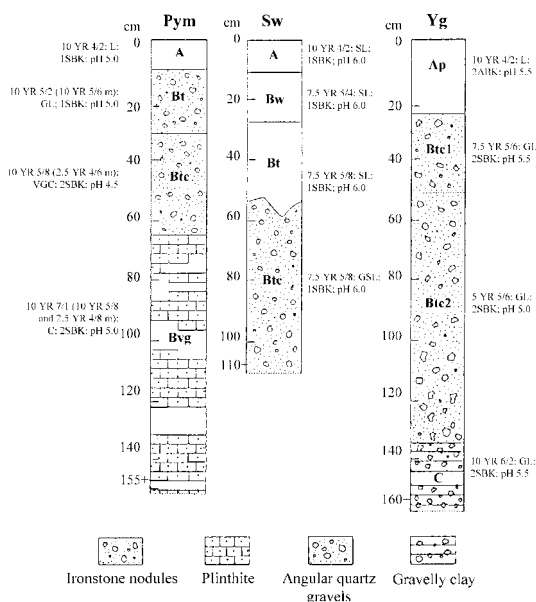 Pym
Sw
Yg
0
cm
20
40
60
80
100
120
140
155+
cm
10 YR 4/2: L:
1SBK: pH 5.0
10 YR 5/2 (10 YR 5/6 m):
GL; 1SBK: pH 5.0
10 YR 5/8 (2.5 YR 4/6 m):
VGC: 2SBK: pH 4.5
10 YR 7/1 (10 YR 5/8
and 2.5 YR 4/8 m):
C: 2SBK: pH 5.0
A
Bt
Btc
Bvg
0
cm
20
40
60
80
100
110
cm
A
Bw
Bt
Btc
10 YR 4/2: SL:
1SBK; pH 6.0
7.5 YR 5/4: SL:
1SBK; pH 6.0
7.5 YR 5/8: SL:
1SBK; pH 6.0
7.5 YR 5/8: GSL:
1SBK; pH 6.0
0
cm
20
40
60
80
100
120
140
160
cm
Ap
Btc1
Btc2
C
10 YR 4/2: L:
2ABK: pH 5.5
7.5 YR 5/6: GL:
2SBK: pH 5.5
5 YR 5/6: GL:
2SBK: pH 5.0
10 YR 6/2: GL:
2SBK: pH 5.5
Ironstone nodules
Plinthite
Angular quartz
gravels
Gravelly clay